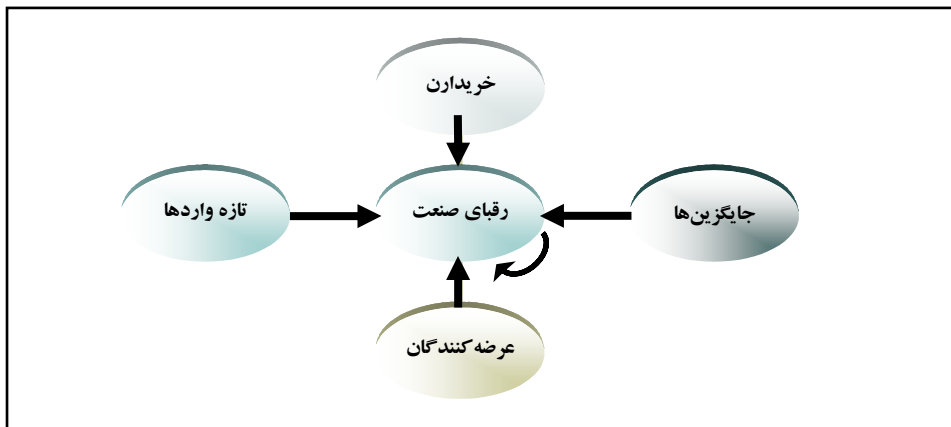 خریدارن
تازه واردها
رقبای صنعت
جایگزین‌ها
عرضه کنندگان